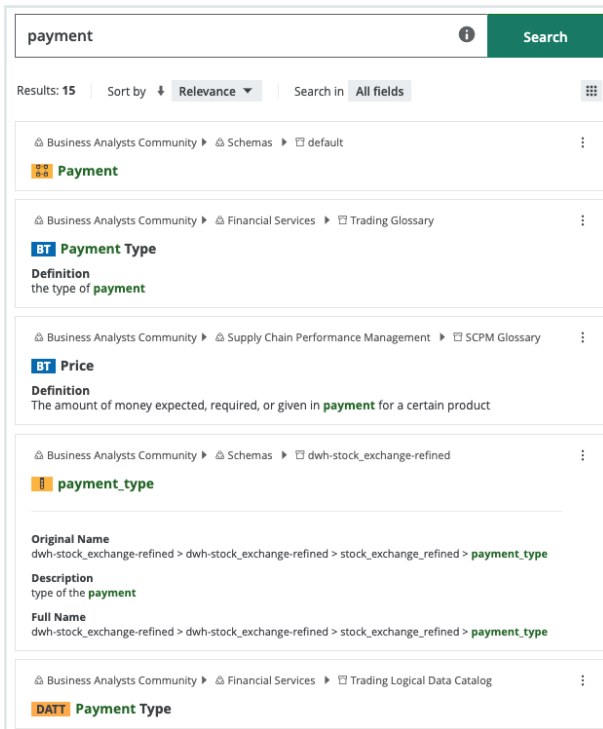 payment
Search
Results: 15 Sort by Relevance Search in All fields
Business Analysts Community Schemas default
Payment
Business Analysts Community Financial Services Trading Glossary
BT Payment Type
Definition
the type of payment
Business Analysts Community Supply Chain Performance Management SCPM Glossary
BT Price
Definition
The amount of money expected, required, or given in payment for a certain product
Business Analysts Community Schemas dwh-stock_exchange-refined
payment_type
Original Name
dwh-stock_exchange-refined > dwh-stock_exchange-refined > stock_exchange_refined > payment_type
Description
type of the payment
Full Name
dwh-stock_exchange-refined > dwh-stock_exchange-refined > stock_exchange_refined > payment_type
Business Analysts Community Financial Services Trading Logical Data Catalog
DATT Payment Type